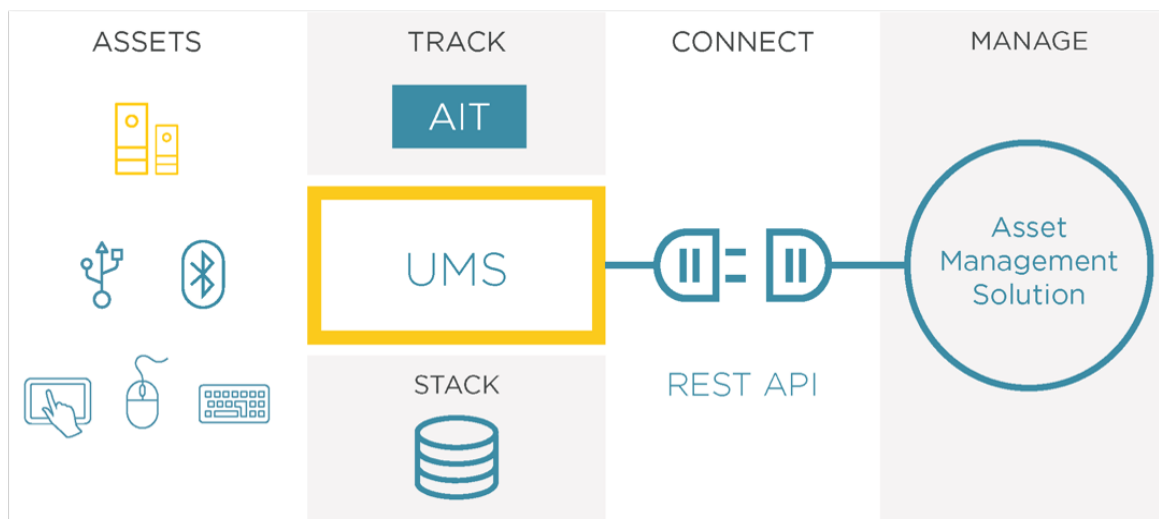 ASSETS
TRACK
CONNECT
MANAGE
AIT
UMS
Asset
Management
Solution
STACK
REST API